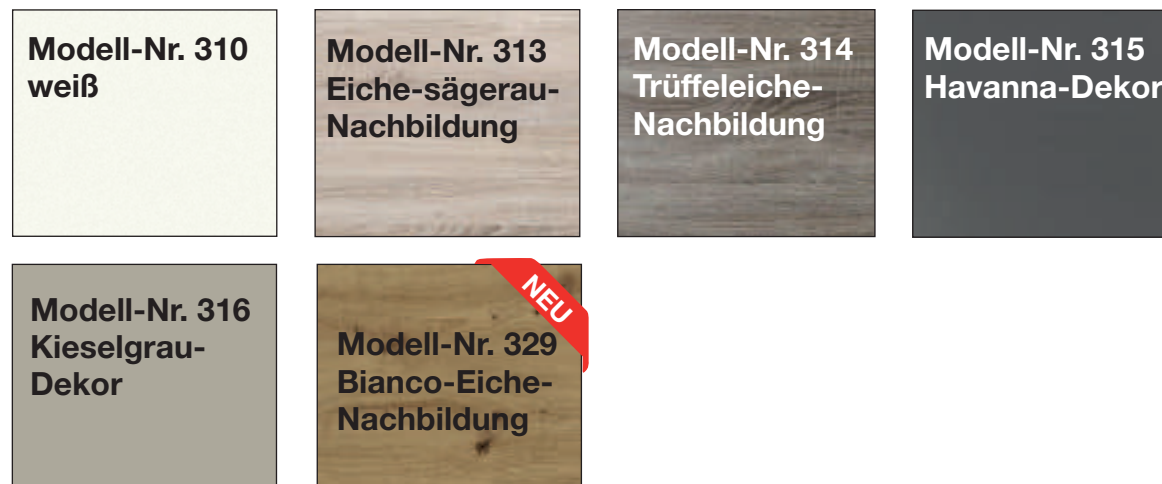 Modell-Nr. 310
weiß
Modell-Nr. 313
Eiche-sägerau-
Nachbildung
Modell-Nr. 314
Trüffeleiche-
Nachbildung
Modell-Nr. 315
Havanna-Dekor
Modell-Nr. 316
Kieselgrau-
Dekor
NEU
Modell-Nr. 329
Bianco-Eiche-
Nachbildung